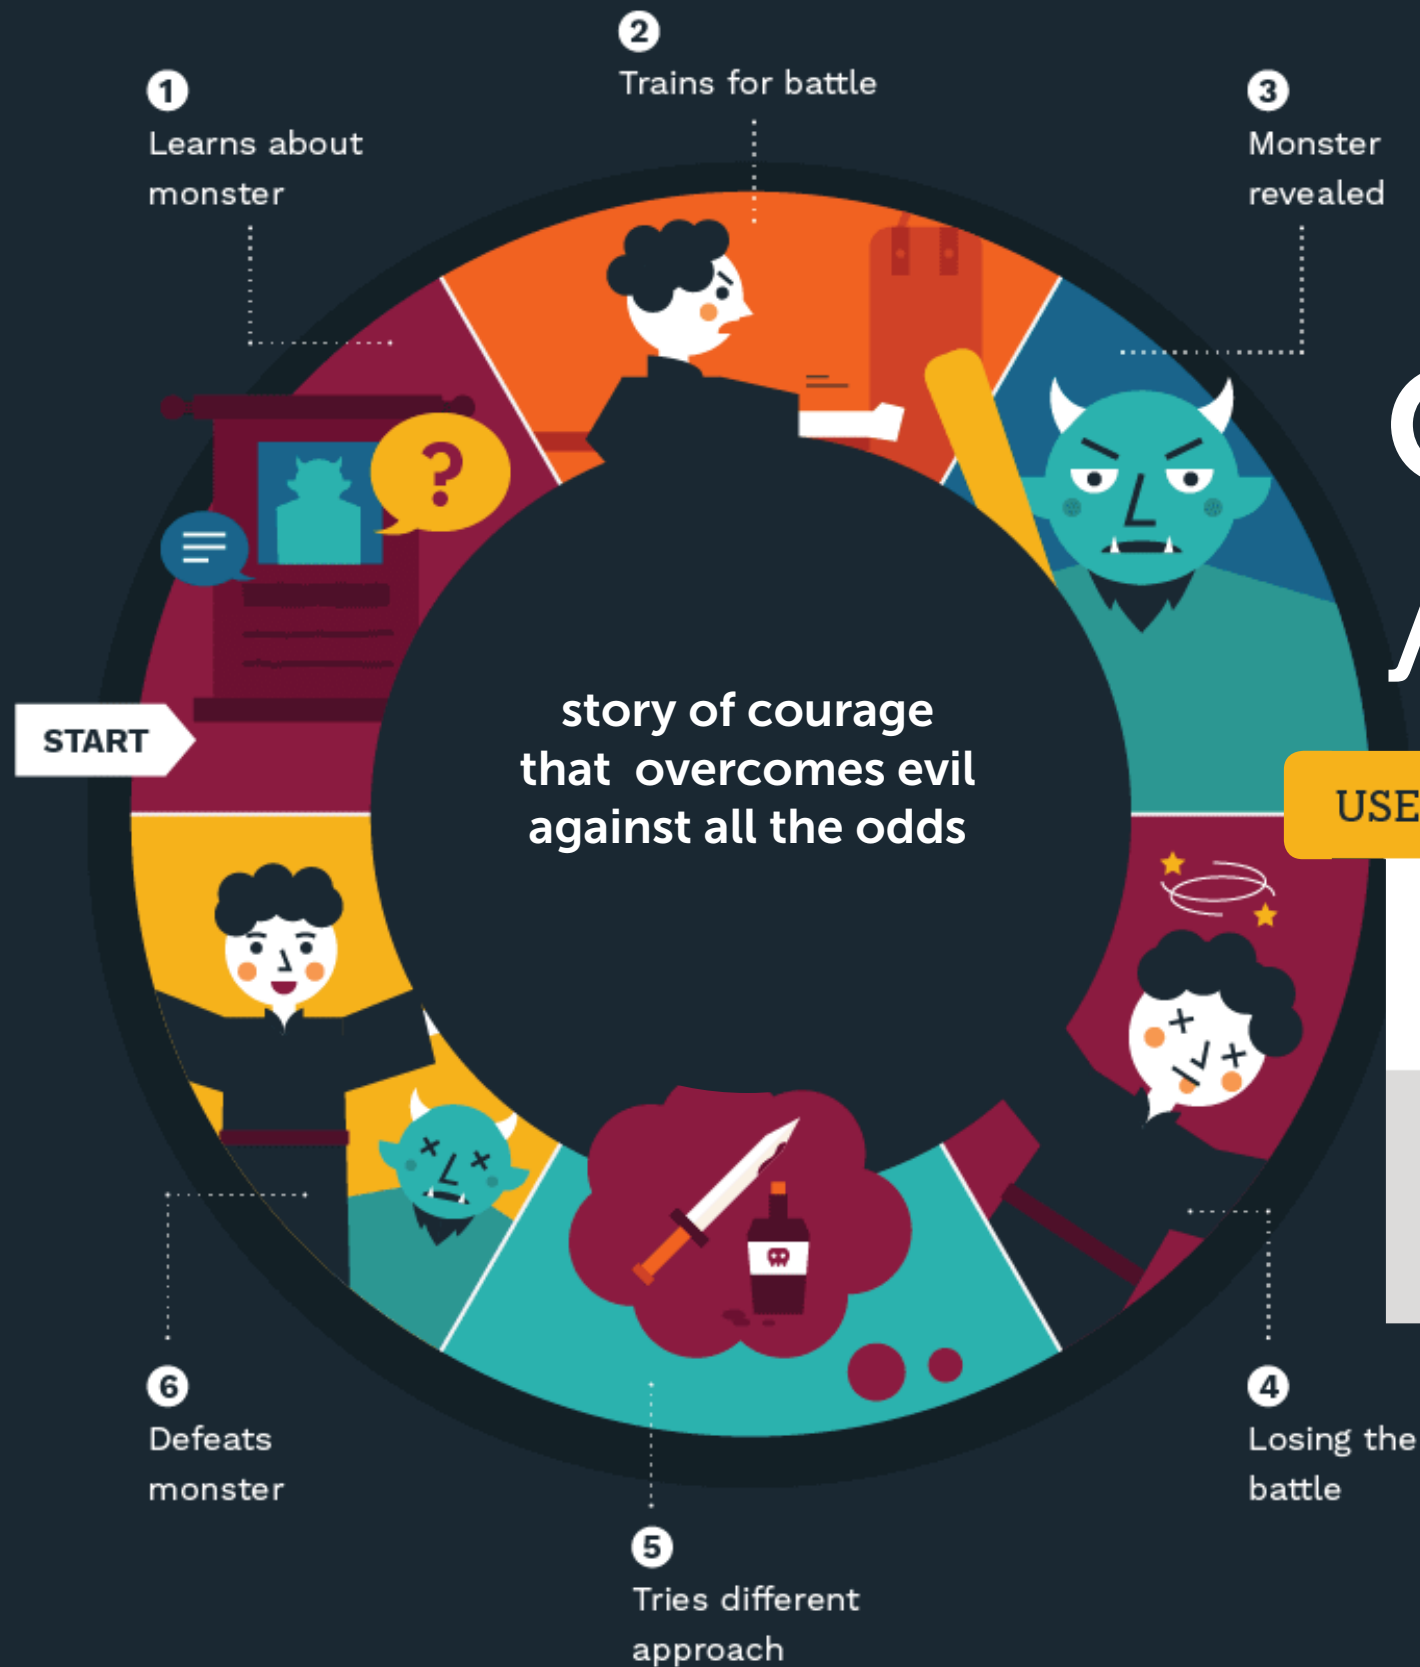 1
Learns about
monster
2
Trains for battle
3
Monster
revealed
?
START
story of courage
that overcomes evil
against all the odds
USE
6
Defeats
monster
4
Losing the
battle
5
Tries different
approach